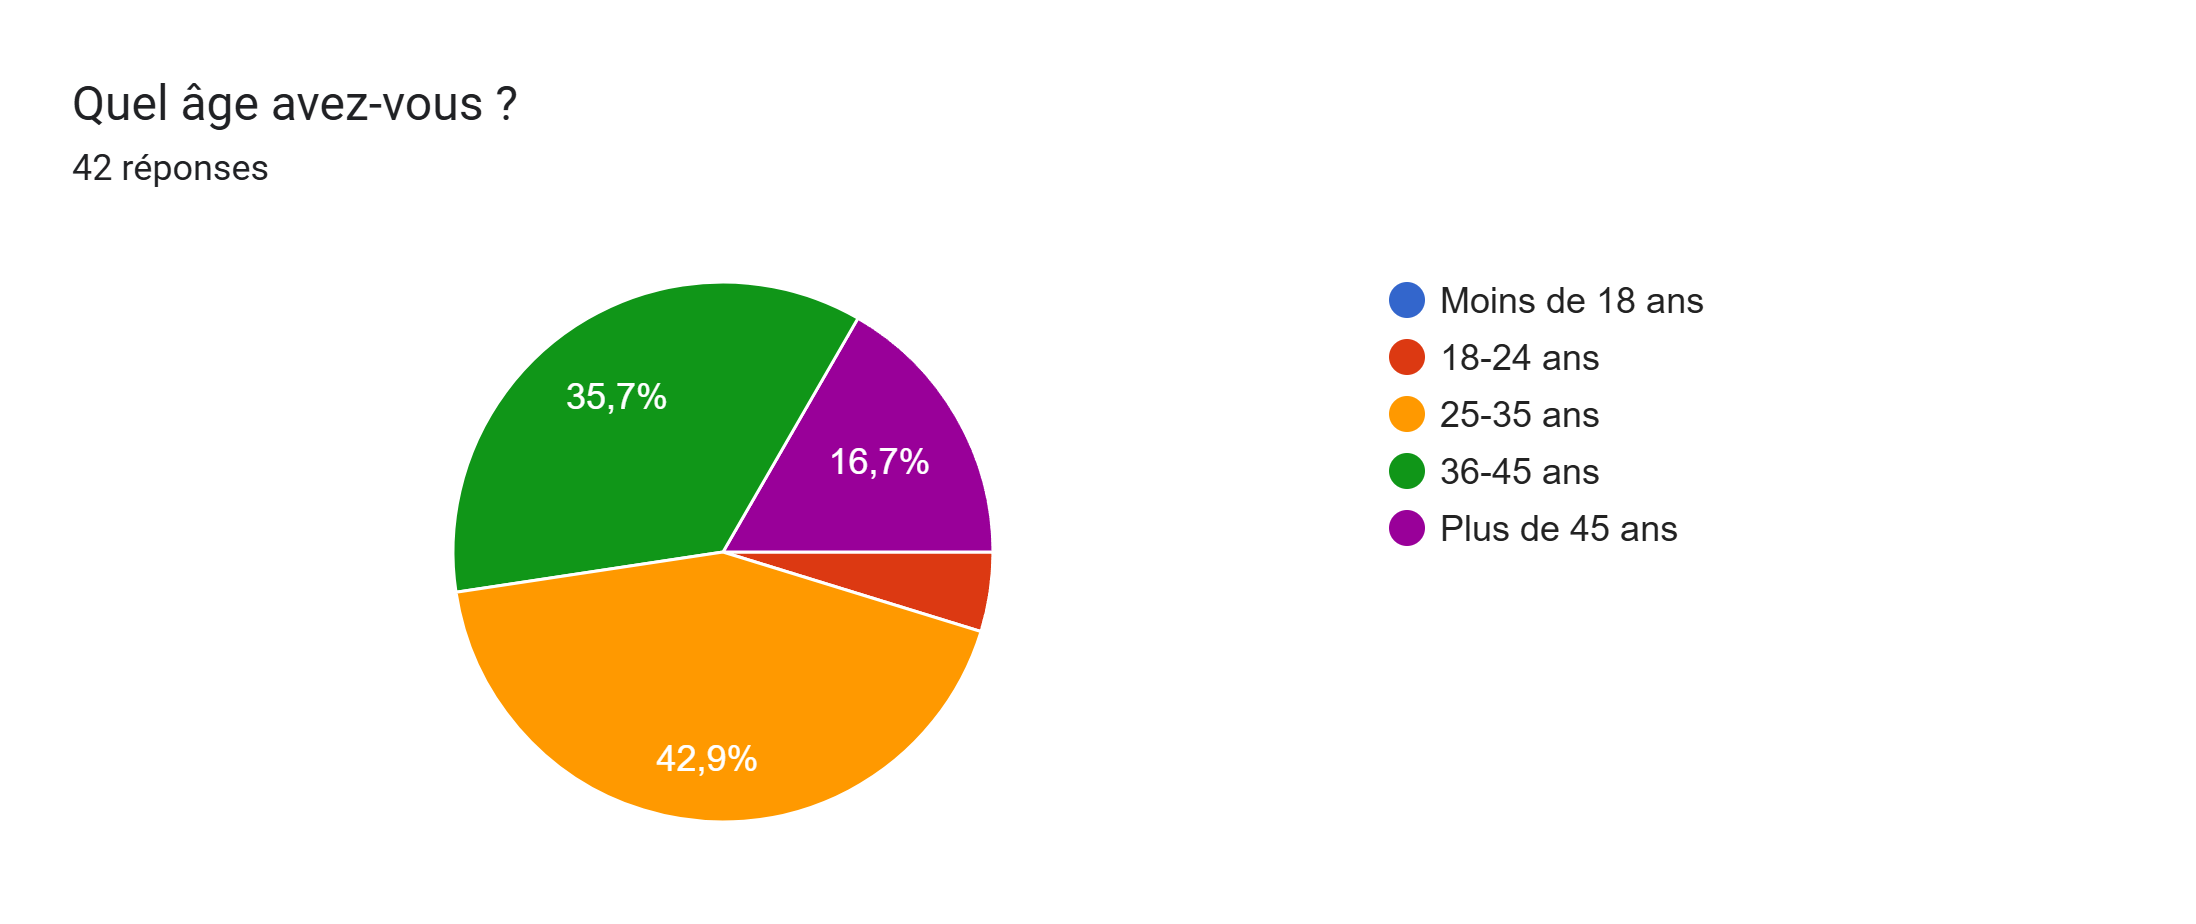 Quel âge avez-vous ?
42 réponses
35,7%
16,7%
42,9%
Moins de 18 ans
18-24 ans
25-35 ans
36-45 ans
Plus de 45 ans